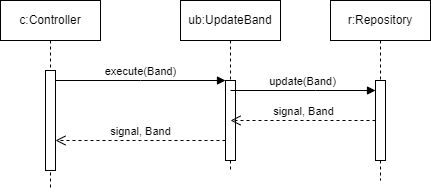 c:Controller
ub:UpdateBand
r:Repository
execute(Band)
update(Band)
signal, Band
signal, Band